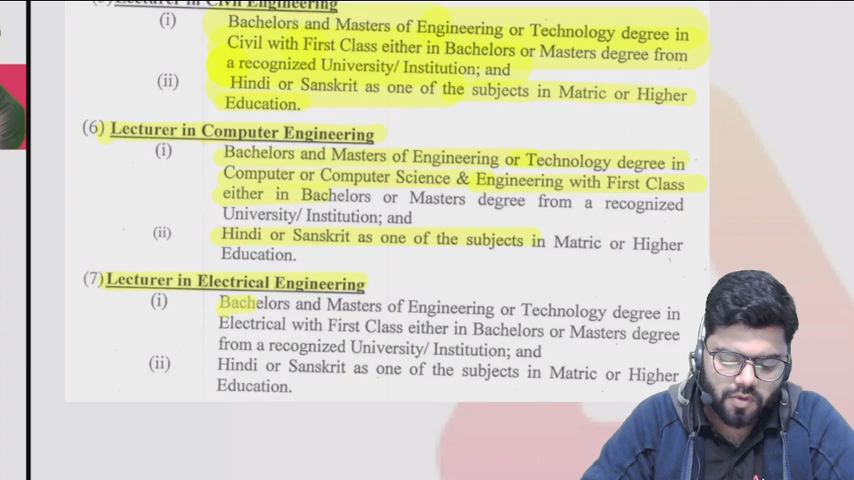 Lecturer in Civil Engineering
(i) Bachelors and Masters of Engineering or Technology degree in
Civil with First Class either in Bachelors or Masters degree from
a recognized University/ Institution; and
(ii) Hindi or Sanskrit as one of the subjects in Matric or Higher
Education.
(6) Lecturer in Computer Engineering
(i) Bachelors and Masters of Engineering or Technology degree in
Computer or Computer Science & Engineering with First Class
either in Bachelors or Masters degree from a recognized
University/ Institution; and
(ii) Hindi or Sanskrit as one of the subjects in Matric or Higher
Education.
(7) Lecturer in Electrical Engineering
(i) Bachelors and Masters of Engineering or Technology degree in
Electrical with First Class either in Bachelors or Masters degree
from a recognized University/ Institution; and
(ii) Hindi or Sanskrit as one of the subjects in Matric or Higher
Education.